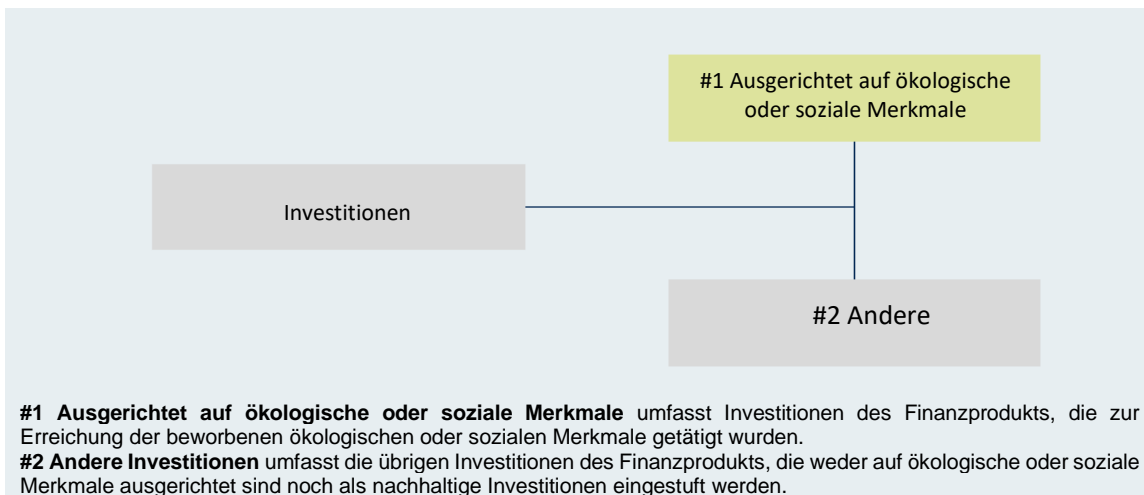 #1 Ausgerichtet auf ökologische
oder soziale Merkmale
Investitionen
#2 Andere
#1 Ausgerichtet auf ökologische oder soziale Merkmale umfasst Investitionen des Finanzprodukts, die zur
Erreichung der beworbenen ökologischen oder sozialen Merkmale getätigt wurden.
#2 Andere Investitionen umfasst die übrigen Investitionen des Finanzprodukts, die weder auf ökologische oder soziale
Merkmale ausgerichtet sind noch als nachhaltige Investitionen eingestuft werden.